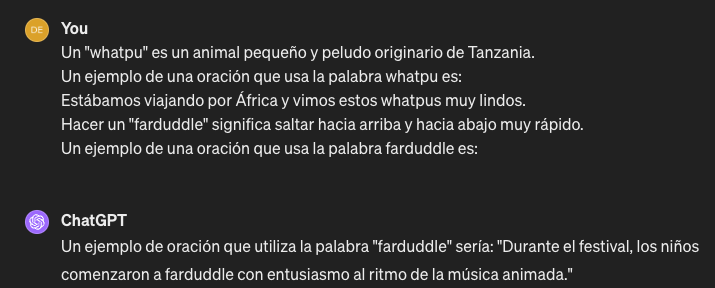 DE You
Un "whatpu" es un animal pequeño y peludo originario de Tanzania.
Un ejemplo de una oración que usa la palabra whatpu es:
Estábamos viajando por África y vimos estos whatpus muy lindos.
Hacer un "farduddle" significa saltar hacia arriba y hacia abajo muy rápido.
Un ejemplo de una oración que usa la palabra farduddle es:
ChatGPT
Un ejemplo de oración que utiliza la palabra "farduddle" sería: "Durante el festival, los niños
comenzaron a farduddle con entusiasmo al ritmo de la música animada."